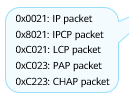 0x0021: IP packet
0x8021: IPCP packet
0xC021: LCP packet
0xC023: PAP packet
0xC223: CHAP packet